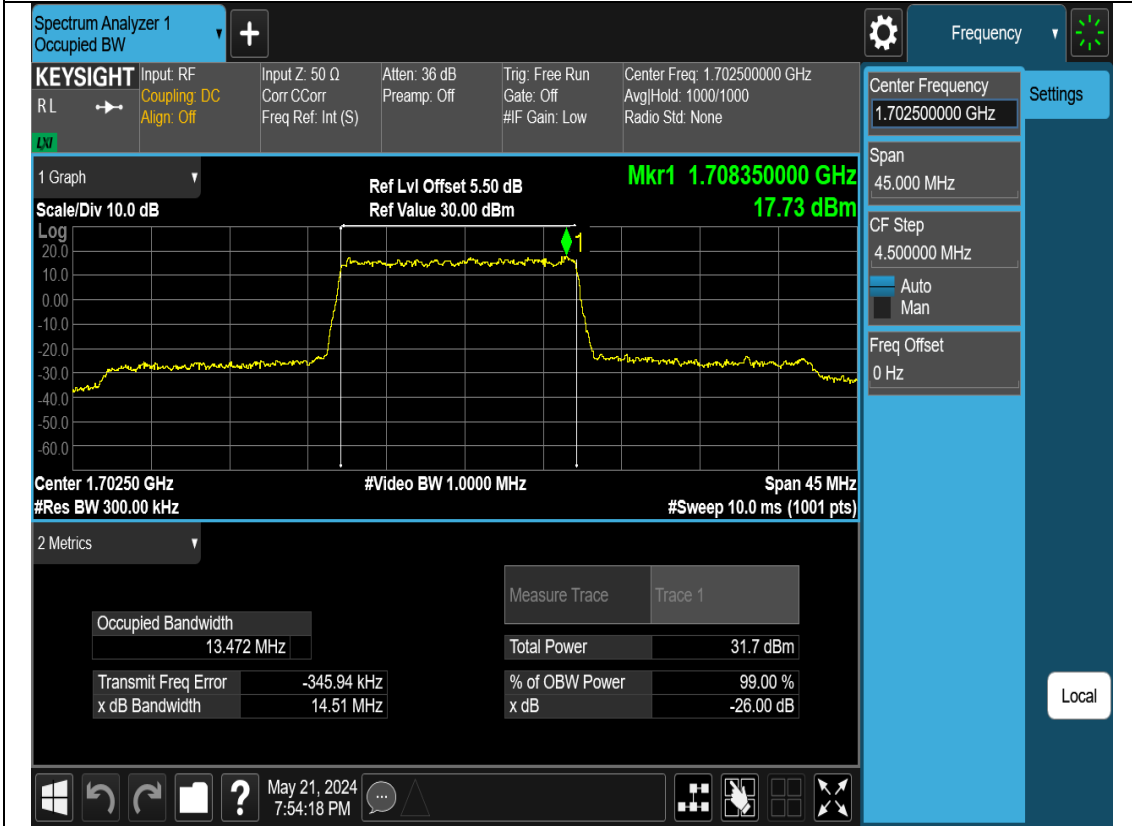 Spectrum Analyzer 1
Occupied BW
+
Frequency
KEYSIGHT
R L
LXI
Input: RF
Coupling: DC
Align: Off
Input Z: 50 Ω
Corr CCorr
Freq Ref: Int (S)
Atten: 36 dB
Preamp: Off
Trig: Free Run
Gate: Off
#IF Gain: Low
Center Freq: 1.702500000 GHz
Avg|Hold: 1000/1000
Radio Std: None
Center Frequency
1.702500000 GHz
Settings
Span
45.000 MHz
CF Step
4.500000 MHz
Auto
Man
Freq Offset
0 Hz
Local
1 Graph
Scale/Div 10.0 dB
Ref Lvl Offset 5.50 dB
Ref Value 30.00 dBm
Mkr1 1.708350000 GHz
17.73 dBm
Log
1
20.0
10.0
0.00
-10.0
-20.0
-30.0
-40.0
-50.0
-60.0
Center 1.70250 GHz
#Video BW 1.0000 MHz
Span 45 MHz
#Res BW 300.00 kHz
#Sweep 10.0 ms (1001 pts)
2 Metrics
Measure Trace Trace 1
Occupied Bandwidth
13.472 MHz
Total Power 31.7 dBm
Transmit Freq Error -345.94 kHz
% of OBW Power 99.00 %
x dB Bandwidth 14.51 MHz
x dB -26.00 dB
?
May 21, 2024
7:54:18 PM